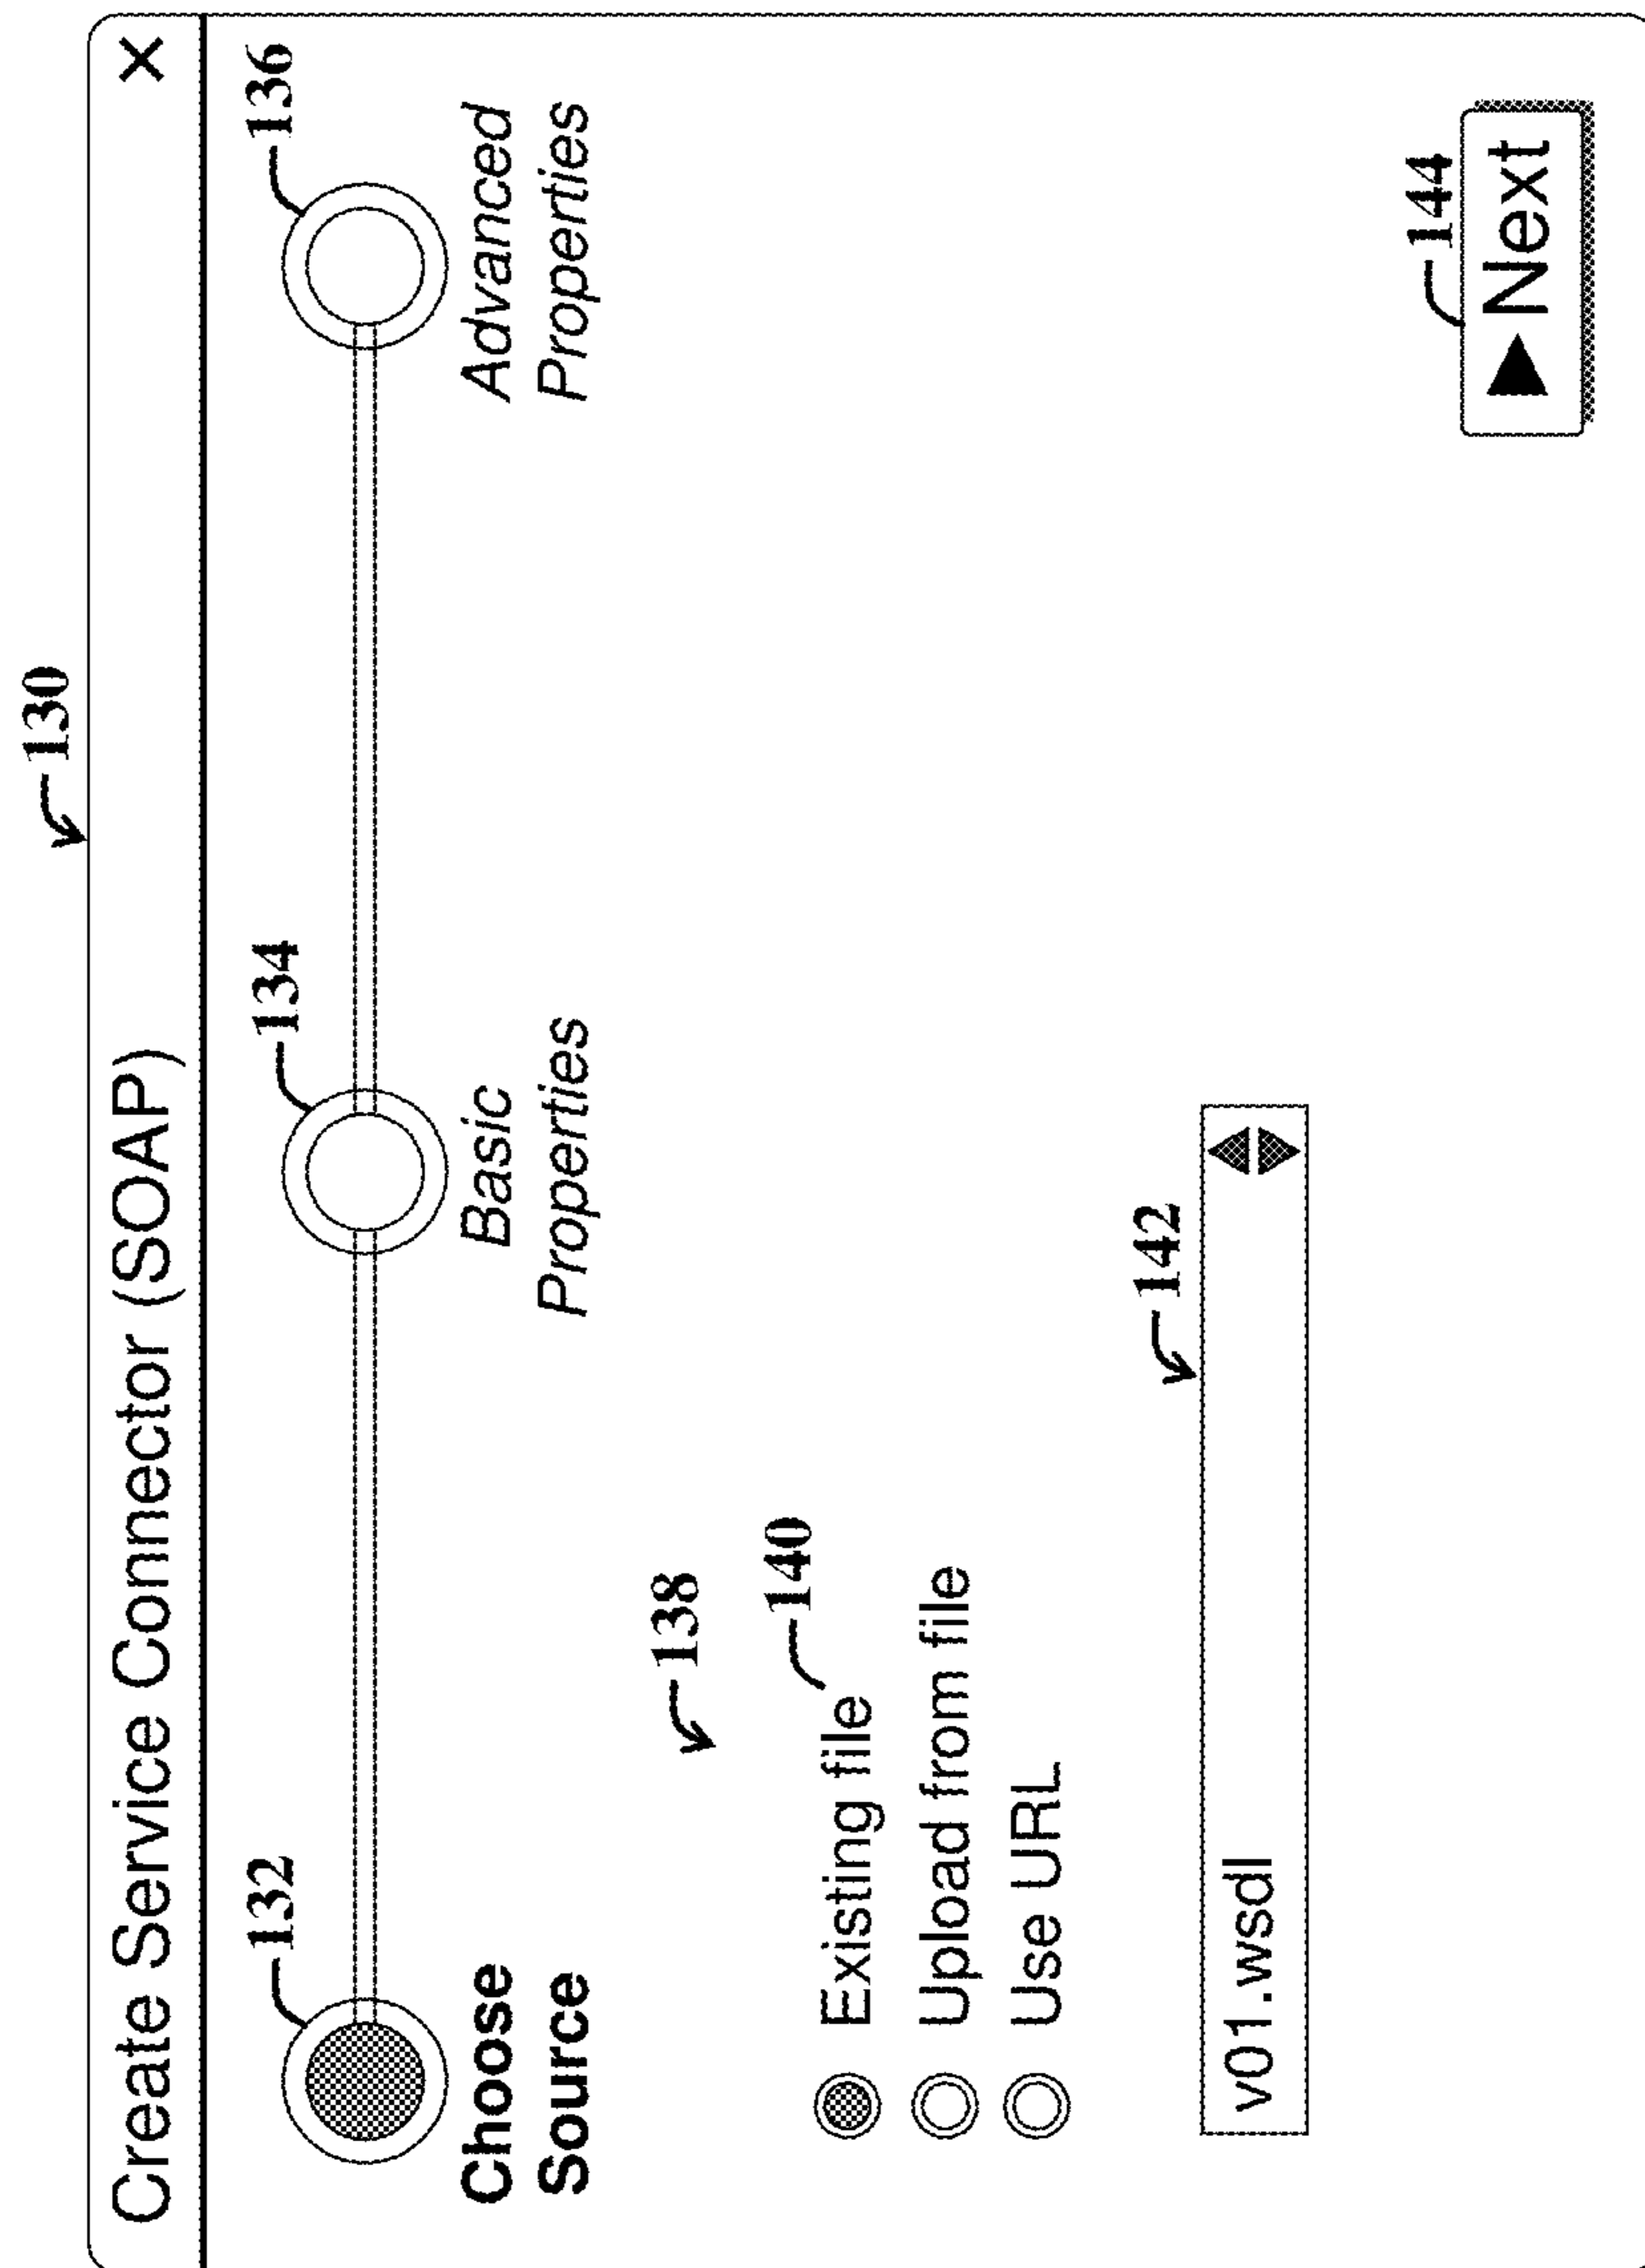 130
Create Service Connector (SOAP) X
132
134
136
Choose
Source
Basic
Properties
Advanced
Properties
138
140
Existing file
Upload from file
Use URL
142
v01.wsdl
144
Next